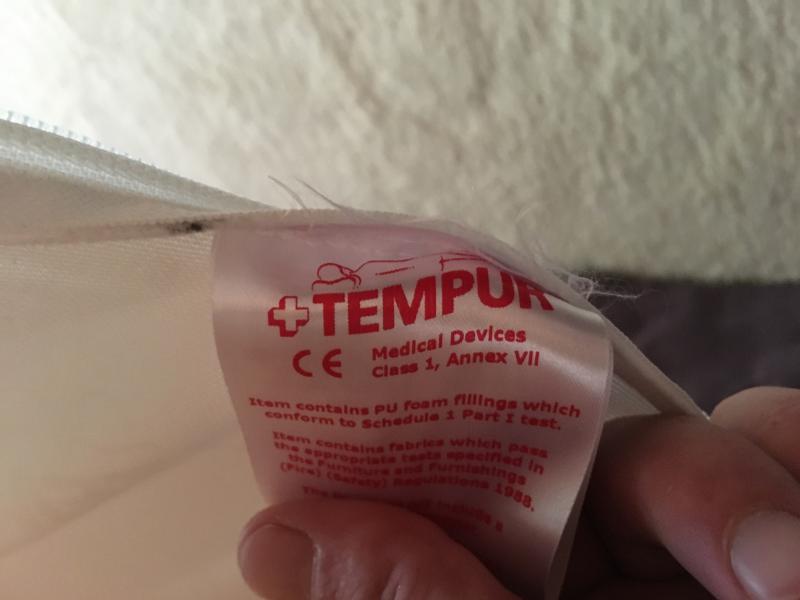 TEMPUR
CE Medical Devices
Class 1, Annex VII
Item contains PU foam fillings which
conform to Schedule 1 Part I test.
Item contains fabrics which pass
the appropriate tests specified in
the Furniture and Furnishings
(Fire) (Safety) Regulations 1988.
The include a